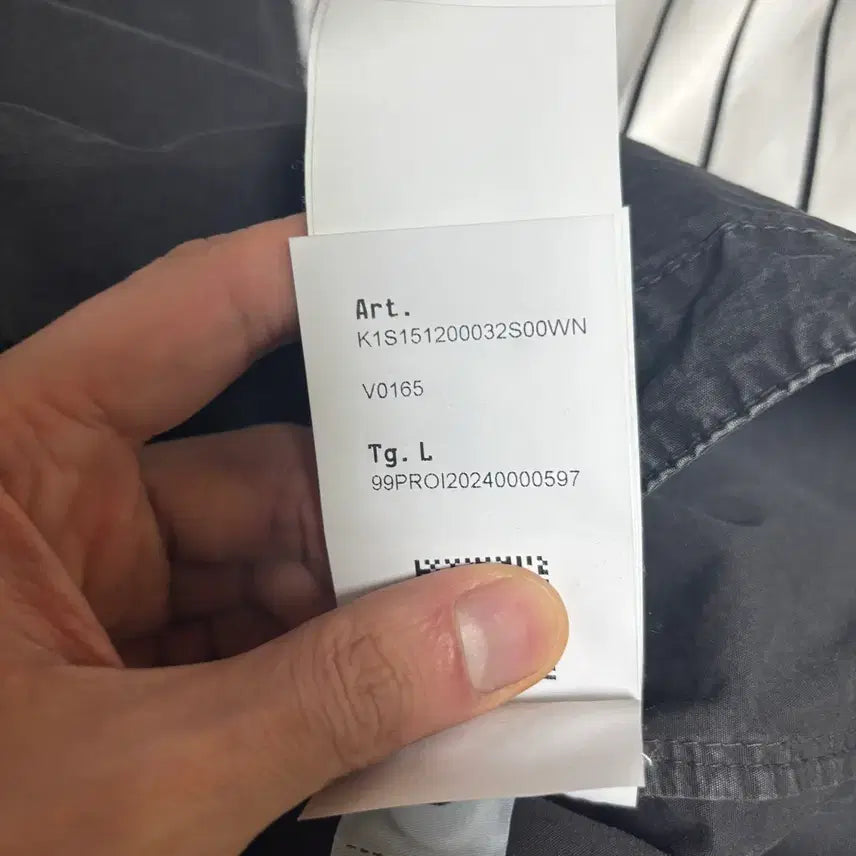 Art.
K1S151200032S00WN
V0165
Tg. L
99PROI20240000597